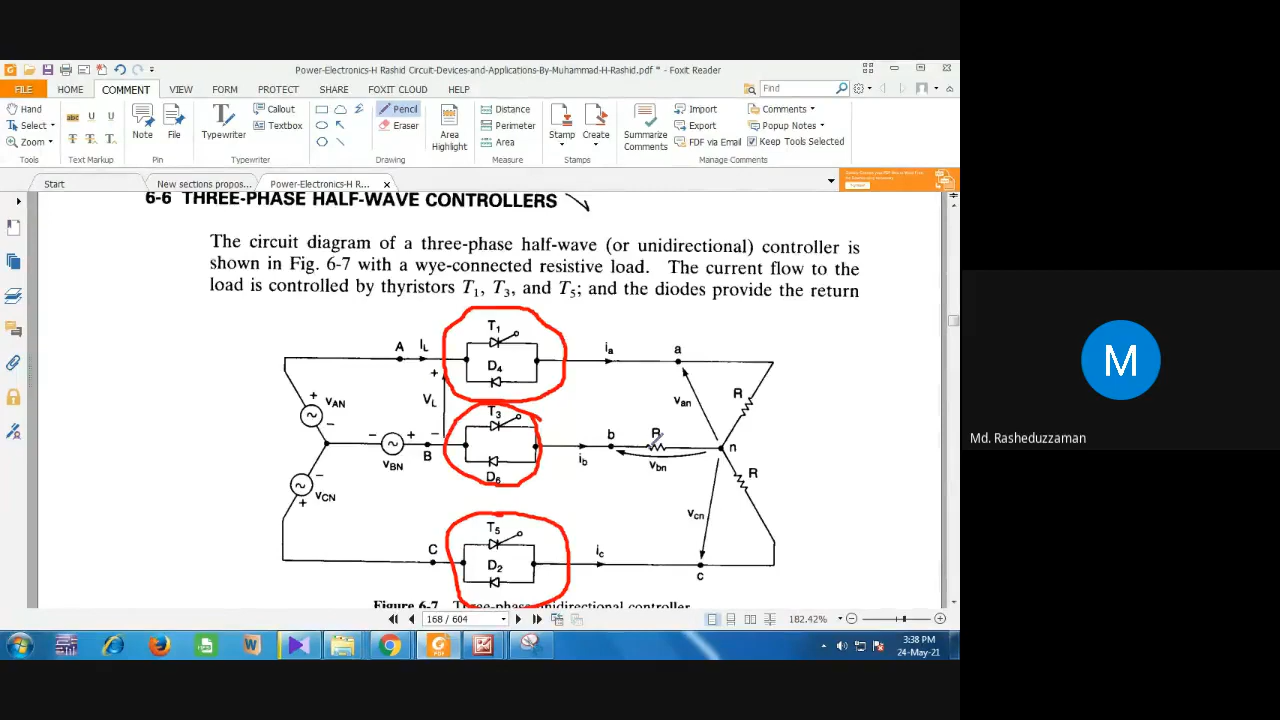 Power-Electronics-H Rashid Circuit-Devices-and-Applications-By-Muhammad-H-Rashid.pdf * - Foxit Reader
FILE HOME COMMENT VIEW FORM PROTECT SHARE FOXIT CLOUD HELP Find
Hand
Select
Zoom
Tools
Text Markup
Note File
Pin
Typewriter
Callout
Textbox
Typewriter
Pencil
Eraser
Drawing
Area Highlight
Distance
Perimeter
Area
Measure
Stamp Create
Stamps
Summarize Comments
Import
Export
FDF via Email
Comments
Popup Notes
Keep Tools Selected
Manage Comments
Start New sections propos... Power-Electronics-H R...
6-6 THREE-PHASE HALF-WAVE CONTROLLERS
The circuit diagram of a three-phase half-wave (or unidirectional) controller is
shown in Fig. 6-7 with a wye-connected resistive load. The current flow to the
load is controlled by thyristors T1, T3, and T5; and the diodes provide the return
T1
A IL ia a
D4
+ R
+ vAN − VL van
T3
− vBN + B − ib b R n
D6 vbn
− vCN + R
vcn
T5
C ic c
D2
Figure 6-7 Three-phase unidirectional controller
168 / 604 182.42%
3:38 PM
24-May-21
M
Md. Rasheduzzaman